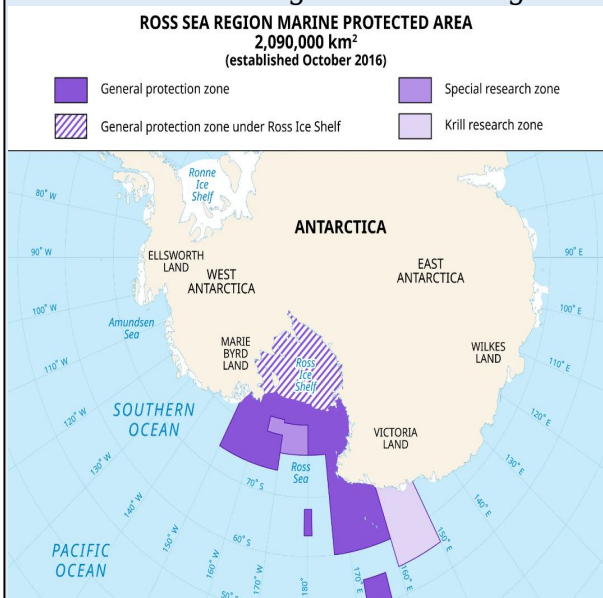 ROSS SEA REGION MARINE PROTECTED AREA
2,090,000 km²
(established October 2016)
General protection zone
Special research zone
General protection zone under Ross Ice Shelf
Krill research zone
Ronne
Ice
Shelf
80° W
ANTARCTICA
90° W
ELLSWORTH
LAND
WEST
ANTARCTICA
EAST
ANTARCTICA
90° E
100° W
100° E
Amundsen
Sea
MARIE
BYRD
LAND
Ross
Ice
Shelf
WILKES
LAND
110° W
110° E
SOUTHERN
OCEAN
120° W
120° E
VICTORIA
LAND
130° W
Ross
Sea
130° E
70° S
140° W
140° E
150° W
60° S
150° E
PACIFIC
OCEAN
160° W
170° W
180°
170° E
160° E
50°